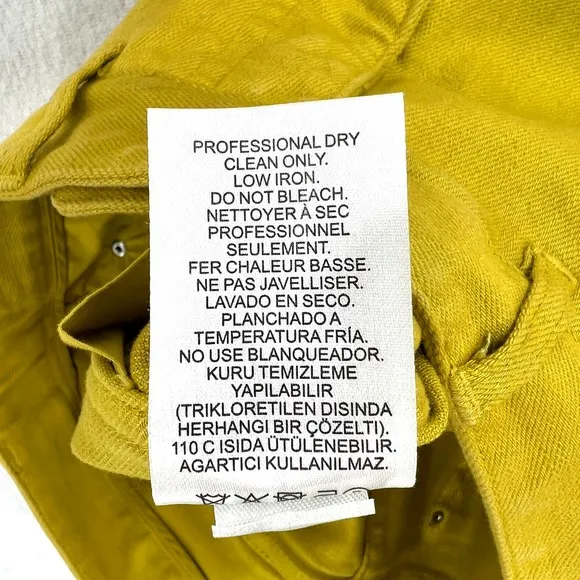 PROFESSIONAL DRY
CLEAN ONLY.
LOW IRON.
DO NOT BLEACH.
NETTOYER À SEC
PROFESSIONNEL
SEULEMENT.
FER CHALEUR BASSE.
NE PAS JAVELLISER.
LAVADO EN SECO.
PLANCHADO A
TEMPERATURA FRÍA.
NO USE BLANQUEADOR.
KURU TEMIZLEME
YAPILABILIR
(TRIKLORETILEN DISINDA
HERHANGI BIR ÇÖZELTI).
110 C ISIDA ÜTÜLENEBILIR.
AGARTICI KULLANILMAZ.